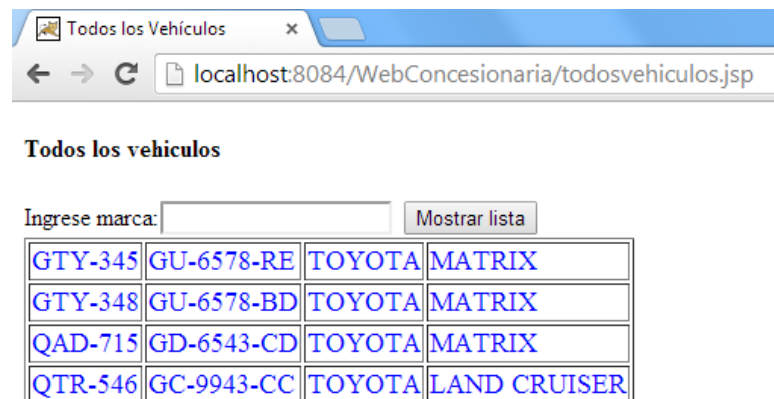 Todos los Vehículos
localhost:8084/WebConcesionaria/todosvehiculos.jsp
Todos los vehiculos
Ingrese marca: Mostrar lista
GTY-345 GU-6578-RE TOYOTA MATRIX
GTY-348 GU-6578-BD TOYOTA MATRIX
QAD-715 GD-6543-CD TOYOTA MATRIX
QTR-546 GC-9943-CC TOYOTA LAND CRUISER